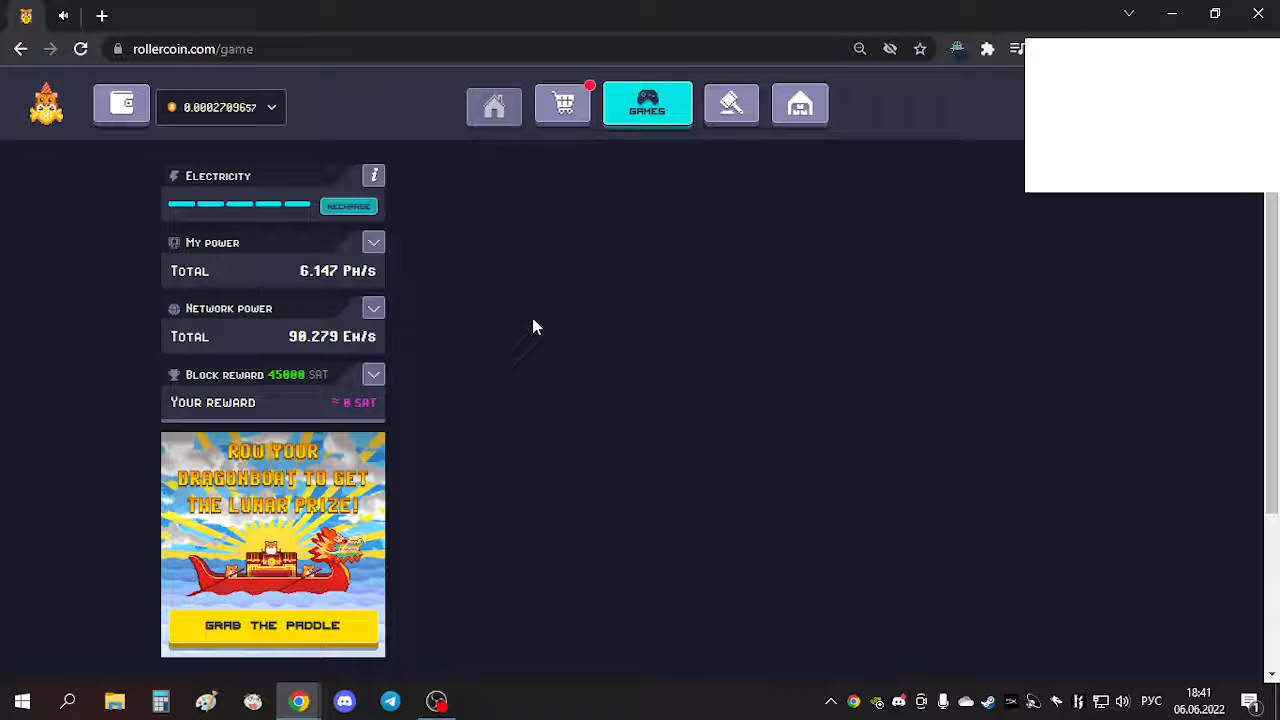 rollercoin.com/game
0.0002709657
GAMES
ELECTRICITY
i
RECHARGE
MY POWER
TOTAL 6.147 PH/S
NETWORK POWER
TOTAL 90.279 EH/S
BLOCK REWARD 45000 SAT
YOUR REWARD ≈ 0 SAT
ROW YOUR
DRAGONBOAT TO GET
THE LUNAR PRIZE!
GRAB THE PADDLE
РУС
18:41
06.06.2022
1